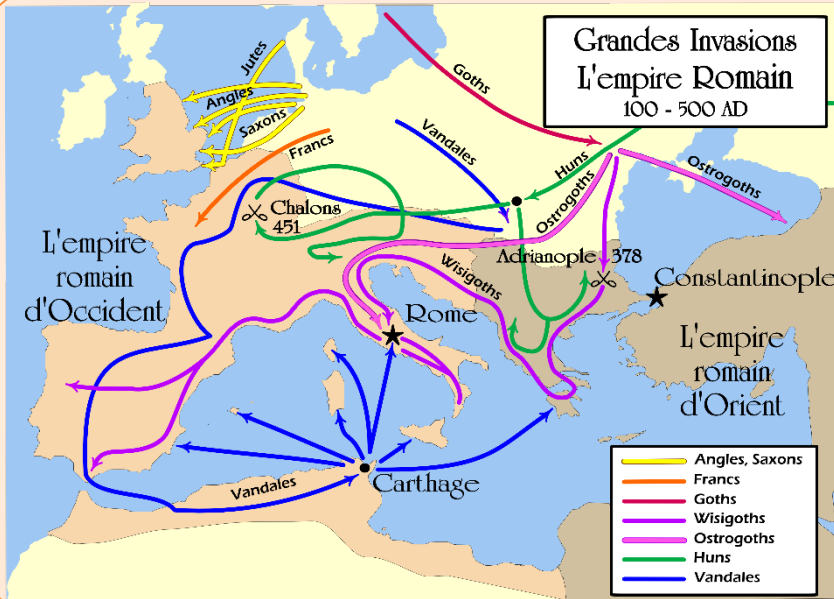 Grandes Invasions
L'empire Romain
100 - 500 AD
Jutes
Angles
Saxons
Francs
Goths
Vandales
Huns
Ostrogoths
Ostrogoths
Chalons
451
L'empire
romain
d'Occident
Wisigoths
Adrianople 378
Constantinople
Rome
L'empire
romain
d'Orient
Vandales
Carthage
Angles, Saxons
Francs
Goths
Wisigoths
Ostrogoths
Huns
Vandales